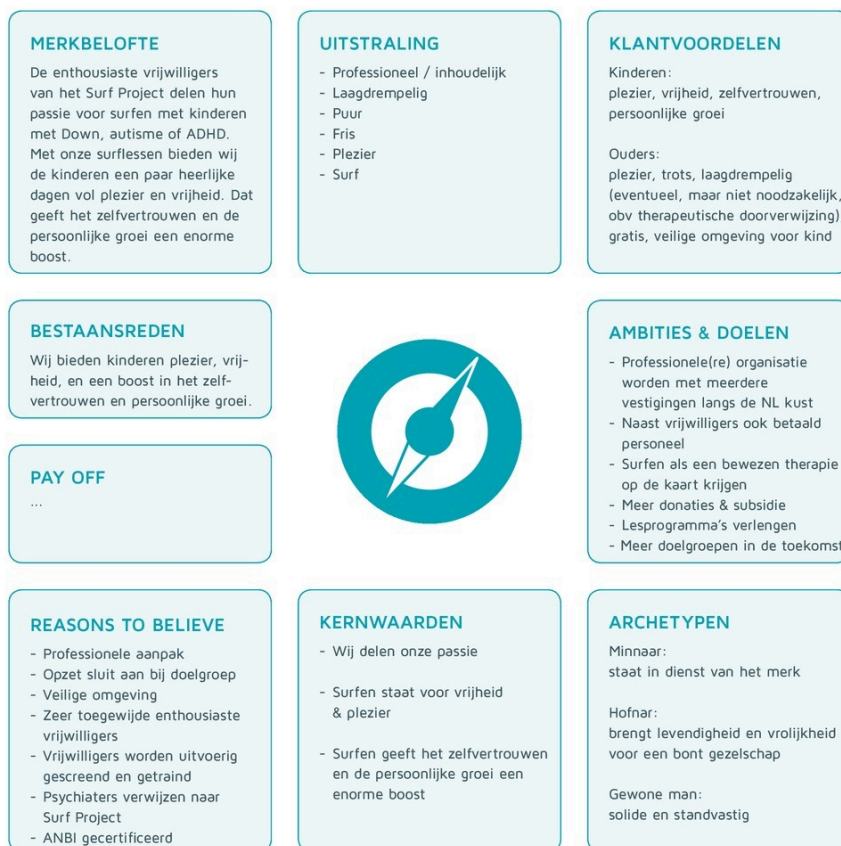 MERKBELOFTE
De enthousiaste vrijwilligers
van het Surf Project delen hun
passie voor surfen met kinderen
met Down, autisme of ADHD.
Met onze surflessen bieden wij
de kinderen een paar heerlijke
dagen vol plezier en vrijheid. Dat
geeft het zelfvertrouwen en de
persoonlijke groei een enorme
boost.
UITSTRALING
- Professioneel / inhoudelijk
- Laagdrempelig
- Puur
- Fris
- Plezier
- Surf
KLANTVOORDELEN
Kinderen:
plezier, vrijheid, zelfvertrouwen,
persoonlijke groei
Ouders:
plezier, trots, laagdrempelig
(eventueel, maar niet noodzakelijk,
obv therapeutische doorverwijzing)
gratis, veilige omgeving voor kind
BESTAANSREDEN
Wij bieden kinderen plezier, vrij-
heid, en een boost in het zelf-
vertrouwen en persoonlijke groei.
PAY OFF
...
AMBITIES & DOELEN
- Professionele(re) organisatie
worden met meerdere
vestigingen langs de NL kust
- Naast vrijwilligers ook betaald
personeel
- Surfen als een bewezen therapie
op de kaart krijgen
- Meer donaties & subsidie
- Lesprogramma's verlengen
- Meer doelgroepen in de toekomst
REASONS TO BELIEVE
- Professionele aanpak
- Opzet sluit aan bij doelgroep
- Veilige omgeving
- Zeer toegewijde enthousiaste
vrijwilligers
- Vrijwilligers worden uitvoerig
gescreend en getraind
- Psychiaters verwijzen naar
Surf Project
- ANBI gecertificeerd
KERNWAARDEN
- Wij delen onze passie
- Surfen staat voor vrijheid
& plezier
- Surfen geeft het zelfvertrouwen
en de persoonlijke groei een
enorme boost
ARCHETYPEN
Minnaar:
staat in dienst van het merk
Hofnar:
brengt levendigheid en vrolijkheid
voor een bont gezelschap
Gewone man:
solide en standvastig